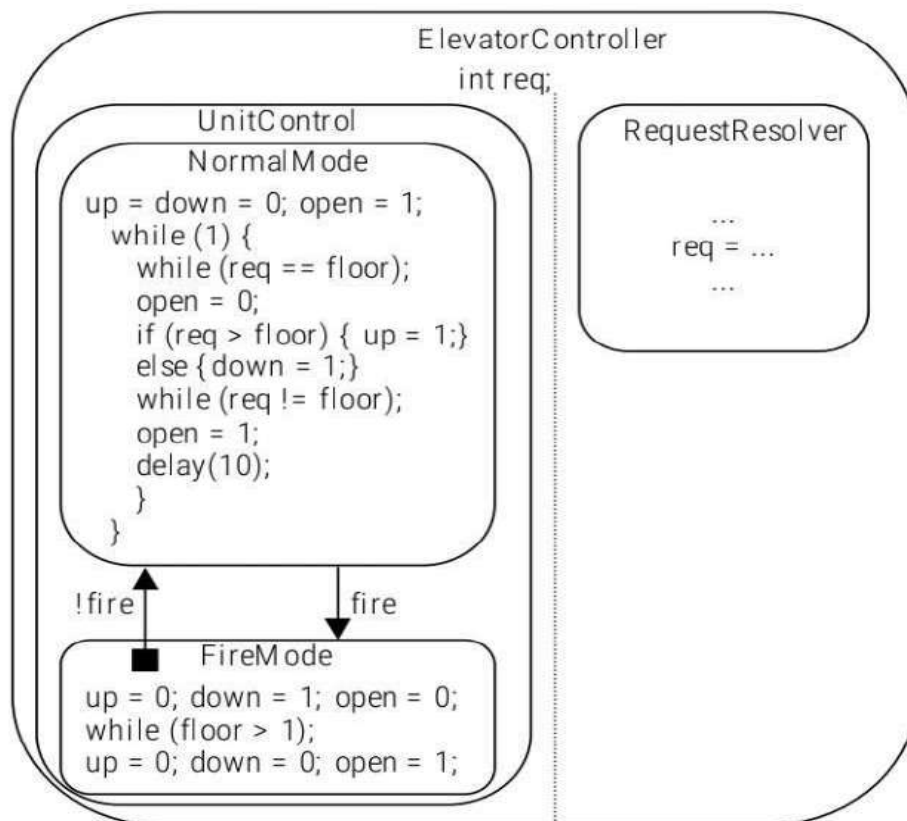 ElevatorController
int req;
UnitControl
NormalMode
up = down = 0; open = 1;
while (1) {
while (req == floor);
open = 0;
if (req > floor) { up = 1;}
else {down = 1;}
while (req != floor);
open = 1;
delay(10);
}
}
!fire
fire
FireMode
up = 0; down = 1; open = 0;
while (floor > 1);
up = 0; down = 0; open = 1;
RequestResolver
...
req = ...
...